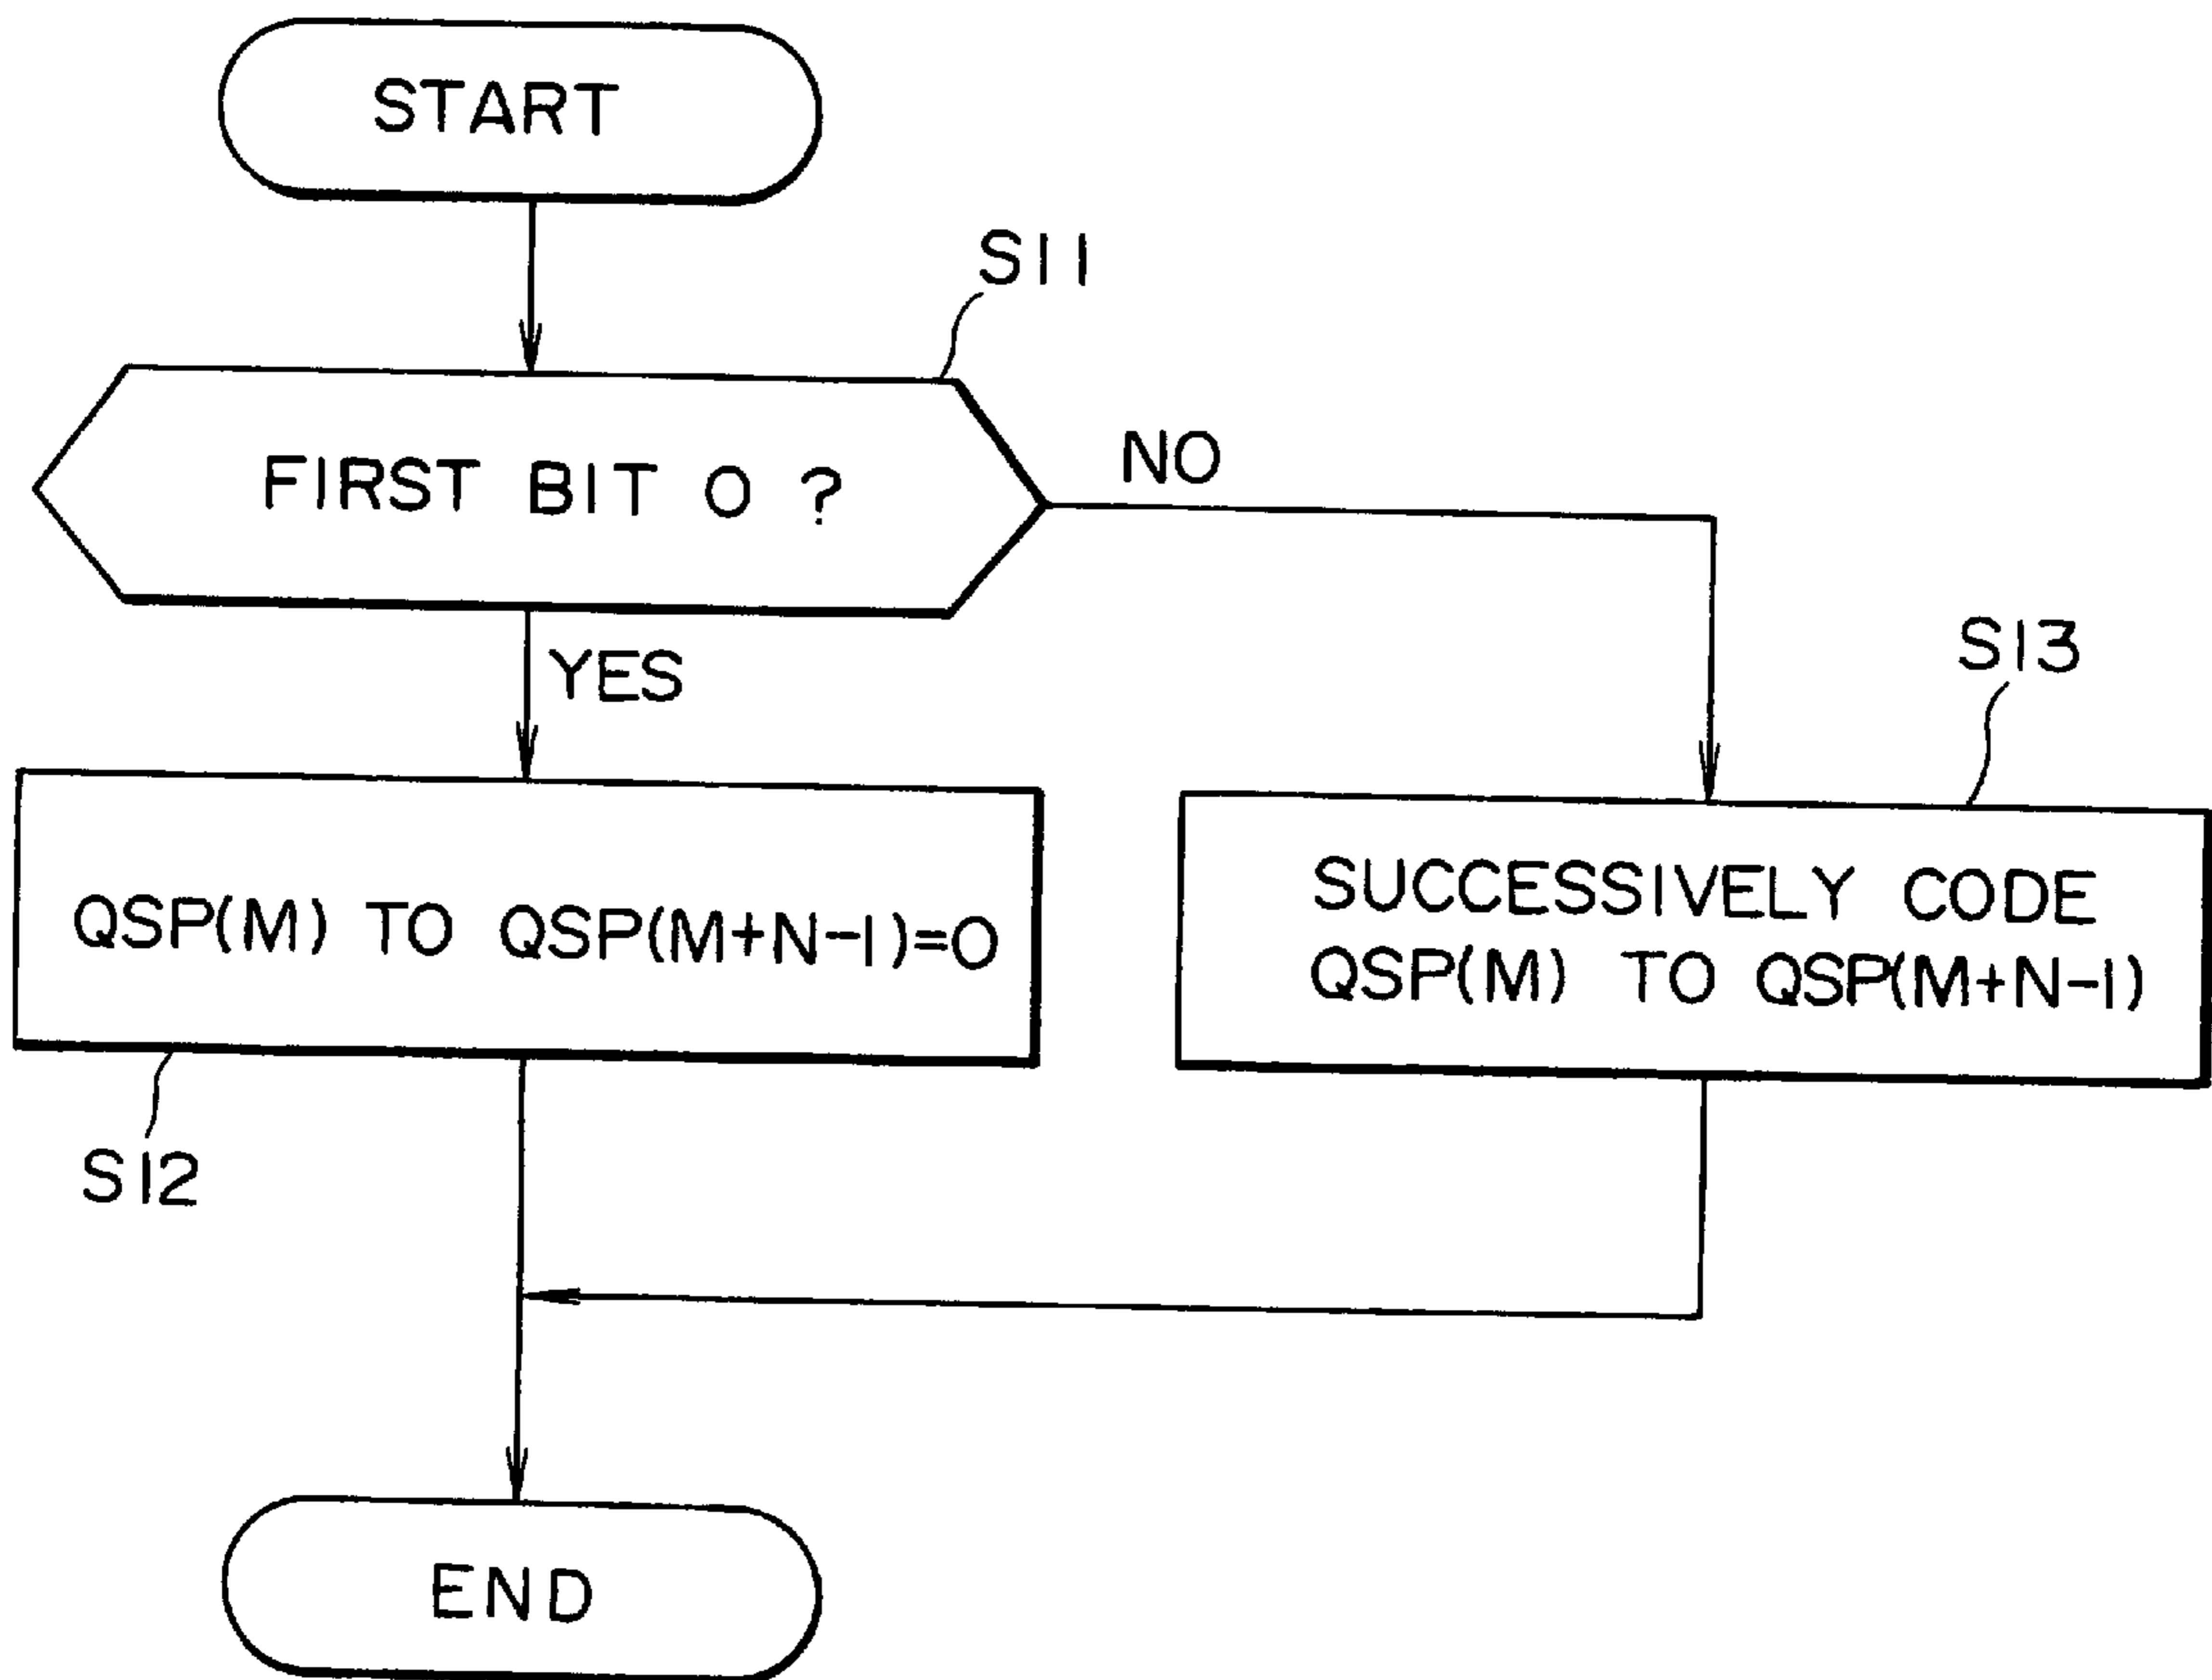 START
S11
FIRST BIT 0 ?
NO
YES
S13
QSP(M) TO QSP(M+N-1)=0
SUCCESSIVELY CODE
QSP(M) TO QSP(M+N-1)
S12
END